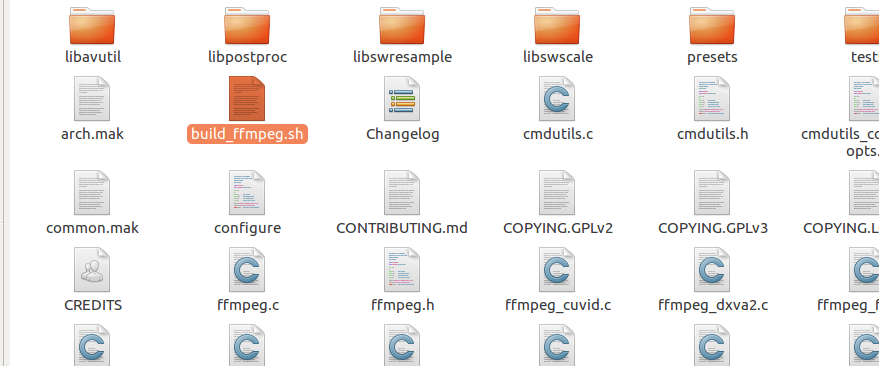 libavutil
libpostproc
libswresample
libswscale
presets
test
arch.mak
build_ffmpeg.sh
Changelog
cmdutils.c
cmdutils.h
cmdutils_co
opts.
common.mak
configure
CONTRIBUTING.md
COPYING.GPLv2
COPYING.GPLv3
COPYING.L
CREDITS
ffmpeg.c
ffmpeg.h
ffmpeg_cuvid.c
ffmpeg_dxva2.c
ffmpeg_f